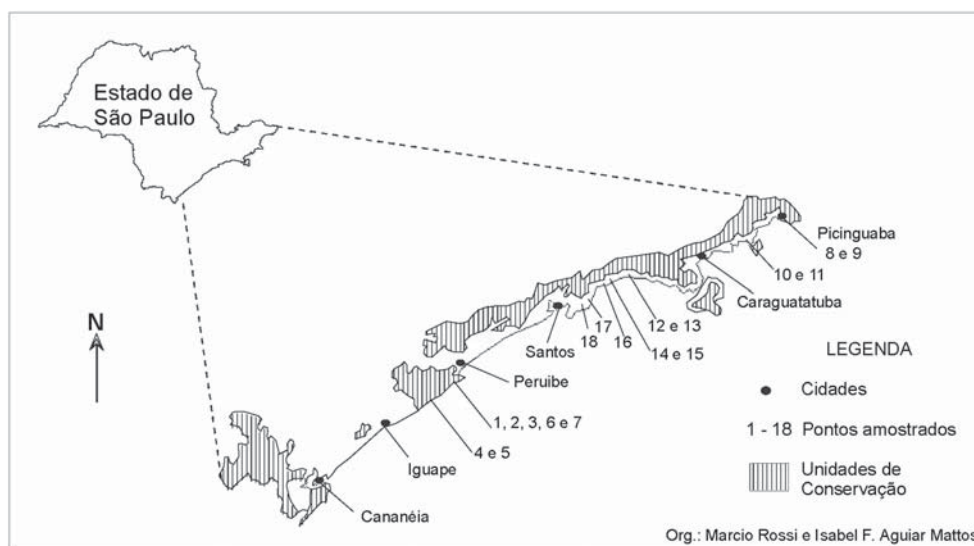 Estado de
São Paulo
N
Picinguaba
8 e 9
10 e 11
Caraguatatuba
12 e 13
17
Santos
18
16
14 e 15
Peruibe
1, 2, 3, 6 e 7
4 e 5
Iguape
Cananéia
LEGENDA
Cidades
1 - 18 Pontos amostrados
Unidades de
Conservação
Org.: Marcio Rossi e Isabel F. Aguiar Mattos